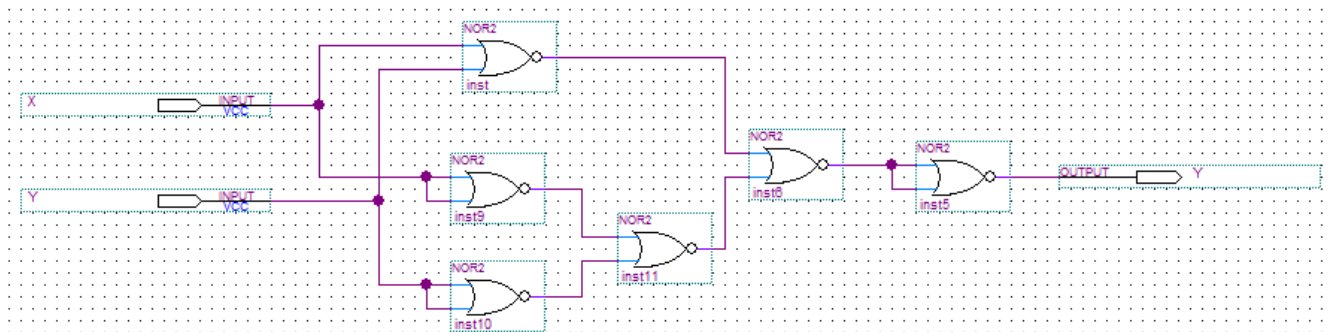 NOR2
inst
X INPUT
VCC
NOR2
inst9
Y INPUT
VCC
NOR2
inst11
NOR2
inst10
NOR2
inst6
NOR2
inst5
OUTPUT Y